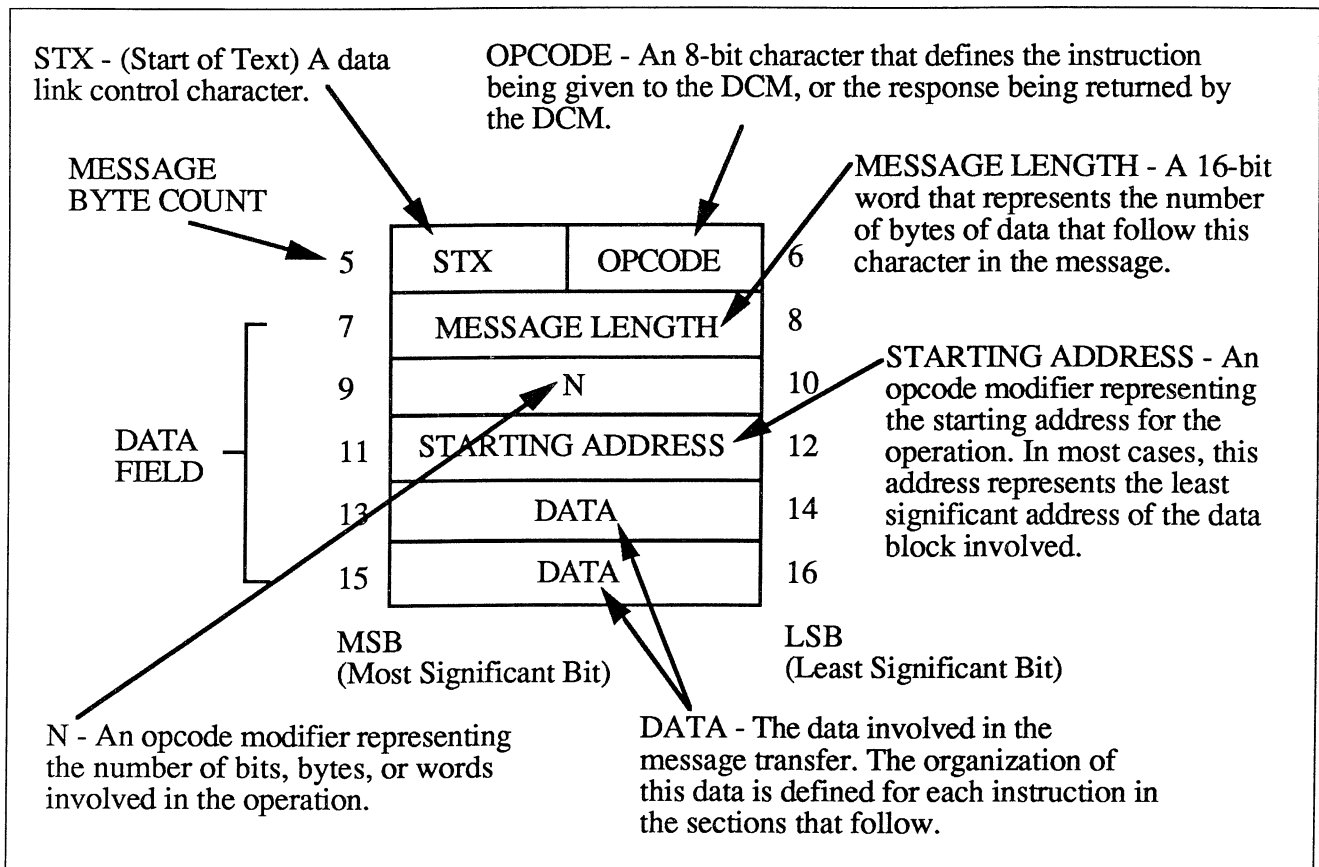 STX - (Start of Text) A data
link control character.
OPCODE - An 8-bit character that defines the instruction
being given to the DCM, or the response being returned by
the DCM.
MESSAGE
BYTE COUNT
MESSAGE LENGTH - A 16-bit
word that represents the number
of bytes of data that follow this
character in the message.
5 STX OPCODE 6
7 MESSAGE LENGTH 8
9 N 10
11 STARTING ADDRESS 12
13 DATA 14
15 DATA 16
DATA
FIELD
STARTING ADDRESS - An
opcode modifier representing
the starting address for the
operation. In most cases, this
address represents the least
significant address of the data
block involved.
MSB
(Most Significant Bit)
LSB
(Least Significant Bit)
N - An opcode modifier representing
the number of bits, bytes, or words
involved in the operation.
DATA - The data involved in the
message transfer. The organization of
this data is defined for each instruction in
the sections that follow.